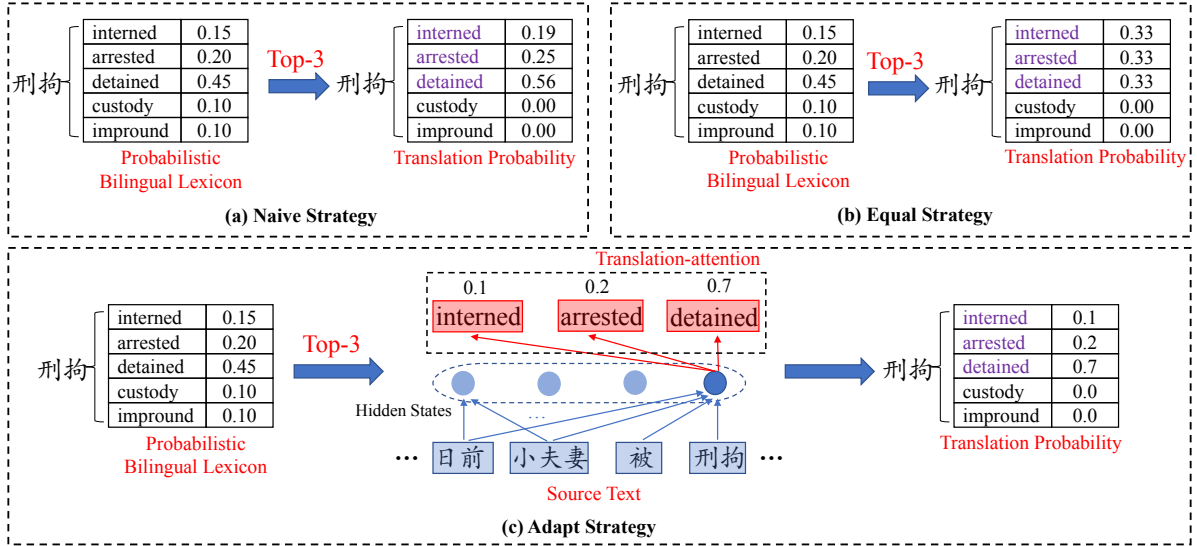 interned 0.15
arrested 0.20
detained 0.45
custody 0.10
impround 0.10
刑拘
Probabilistic
Bilingual Lexicon
Top-3
刑拘
interned 0.19
arrested 0.25
detained 0.56
custody 0.00
impround 0.00
Translation Probability
(a) Naive Strategy
interned 0.15
arrested 0.20
detained 0.45
custody 0.10
impround 0.10
刑拘
Probabilistic
Bilingual Lexicon
Top-3
刑拘
interned 0.33
arrested 0.33
detained 0.33
custody 0.00
impround 0.00
Translation Probability
(b) Equal Strategy
interned 0.15
arrested 0.20
detained 0.45
custody 0.10
impround 0.10
刑拘
Probabilistic
Bilingual Lexicon
Top-3
Translation-attention
0.1 0.2 0.7
interned arrested detained
Hidden States
...
... 日前 小夫妻 被 刑拘 ...
Source Text
刑拘
interned 0.1
arrested 0.2
detained 0.7
custody 0.0
impround 0.0
Translation Probability
(c) Adapt Strategy